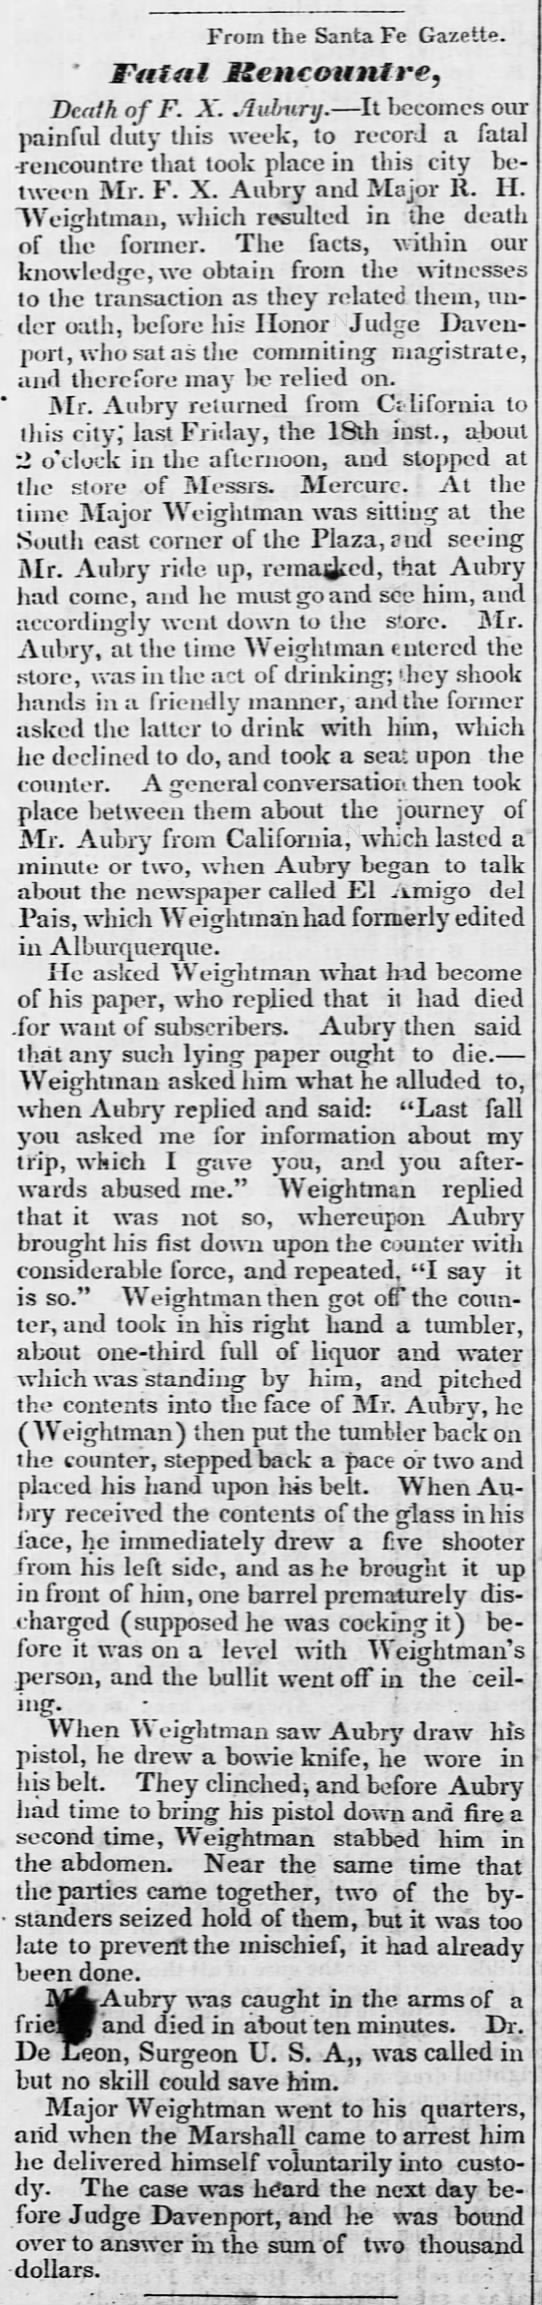 From the Santa Fe Gazette.
Fatal Rencountre,
Death of F. X. Aubury.—It becomes our
painful duty this week, to record a fatal
rencountre that took place in this city be-
tween Mr. F. X. Aubry and Major R. H.
Weightman, which resulted in the death
of the former. The facts, within our
knowledge, we obtain from the witnesses
to the transaction as they related them, un-
der oath, before his Honor Judge Daven-
port, who sat as the commiting magistrate,
and therefore may be relied on.
Mr. Aubry returned from California to
this city; last Friday, the 18th inst., about
2 o'clock in the afternoon, and stopped at
the store of Messrs. Mercure. At the
time Major Weightman was sitting at the
South east corner of the Plaza, and seeing
Mr. Aubry ride up, remarked, that Aubry
had come, and he must go and see him, and
accordingly went down to the store. Mr.
Aubry, at the time Weightman entered the
store, was in the act of drinking; they shook
hands in a friendly manner, and the former
asked the latter to drink with him, which
he declined to do, and took a seat upon the
counter. A general conversation then took
place between them about the journey of
Mr. Aubry from California, which lasted a
minute or two, when Aubry began to talk
about the newspaper called El Amigo del
Pais, which Weightman had formerly edited
in Alburquerque.
He asked Weightman what had become
of his paper, who replied that it had died
for want of subscribers. Aubry then said
that any such lying paper ought to die.—
Weightman asked him what he alluded to,
when Aubry replied and said: “Last fall
you asked me for information about my
trip, which I gave you, and you after-
wards abused me.” Weightman replied
that it was not so, whereupon Aubry
brought his fist down upon the counter with
considerable force, and repeated, “I say it
is so.” Weightman then got off the coun-
ter, and took in his right hand a tumbler,
about one-third full of liquor and water
which was standing by him, and pitched
the contents into the face of Mr. Aubry, he
(Weightman) then put the tumbler back on
the counter, stepped back a pace or two and
placed his hand upon his belt. When Au-
bry received the contents of the glass in his
face, he immediately drew a five shooter
from his left side, and as he brought it up
in front of him, one barrel prematurely dis-
charged (supposed he was cocking it) be-
fore it was on a level with Weightman's
person, and the bullit went off in the ceil-
ing.
When Weightman saw Aubry draw his
pistol, he drew a bowie knife, he wore in
his belt. They clinched, and before Aubry
had time to bring his pistol down and fire a
second time, Weightman stabbed him in
the abdomen. Near the same time that
the parties came together, two of the by-
standers seized hold of them, but it was too
late to prevent the mischief, it had already
been done.
Aubry was caught in the arms of a
and died in about ten minutes. Dr.
De Leon, Surgeon U. S. A,, was called in
but no skill could save him.
Major Weightman went to his quarters,
and when the Marshall came to arrest him
he delivered himself voluntarily into custo-
dy. The case was heard the next day be-
fore Judge Davenport, and he was bound
over to answer in the sum of two thousand
dollars.